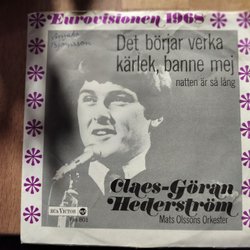 Eurovisionen 1968
Det börjar verka
kärlek, banne mej
natten är så lång
Claes-Göran
Hederström
Mats Olssons Orkester
RCA VICTOR